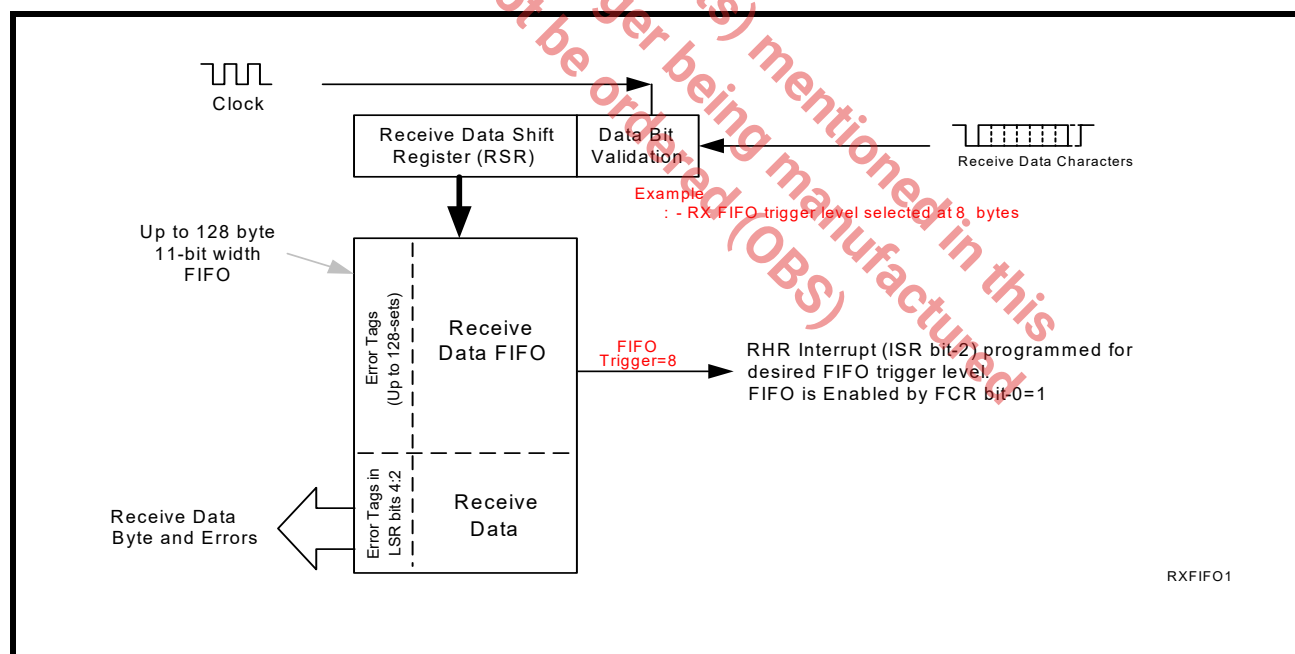 ts) mentioned in this
ger being manufactured
ot be ordered (OBS)
Clock
Receive Data Shift
Register (RSR)
Data Bit
Validation
Receive Data Characters
Example
: - RX FIFO trigger level selected at 8 bytes
Up to 128 byte
11-bit width
FIFO
Error Tags
(Up to 128-sets)
Receive
Data FIFO
FIFO
Trigger=8
RHR Interrupt (ISR bit-2) programmed for
desired FIFO trigger level.
FIFO is Enabled by FCR bit-0=1
Error Tags in
LSR bits 4:2
Receive
Data
Receive Data
Byte and Errors
RXFIFO1